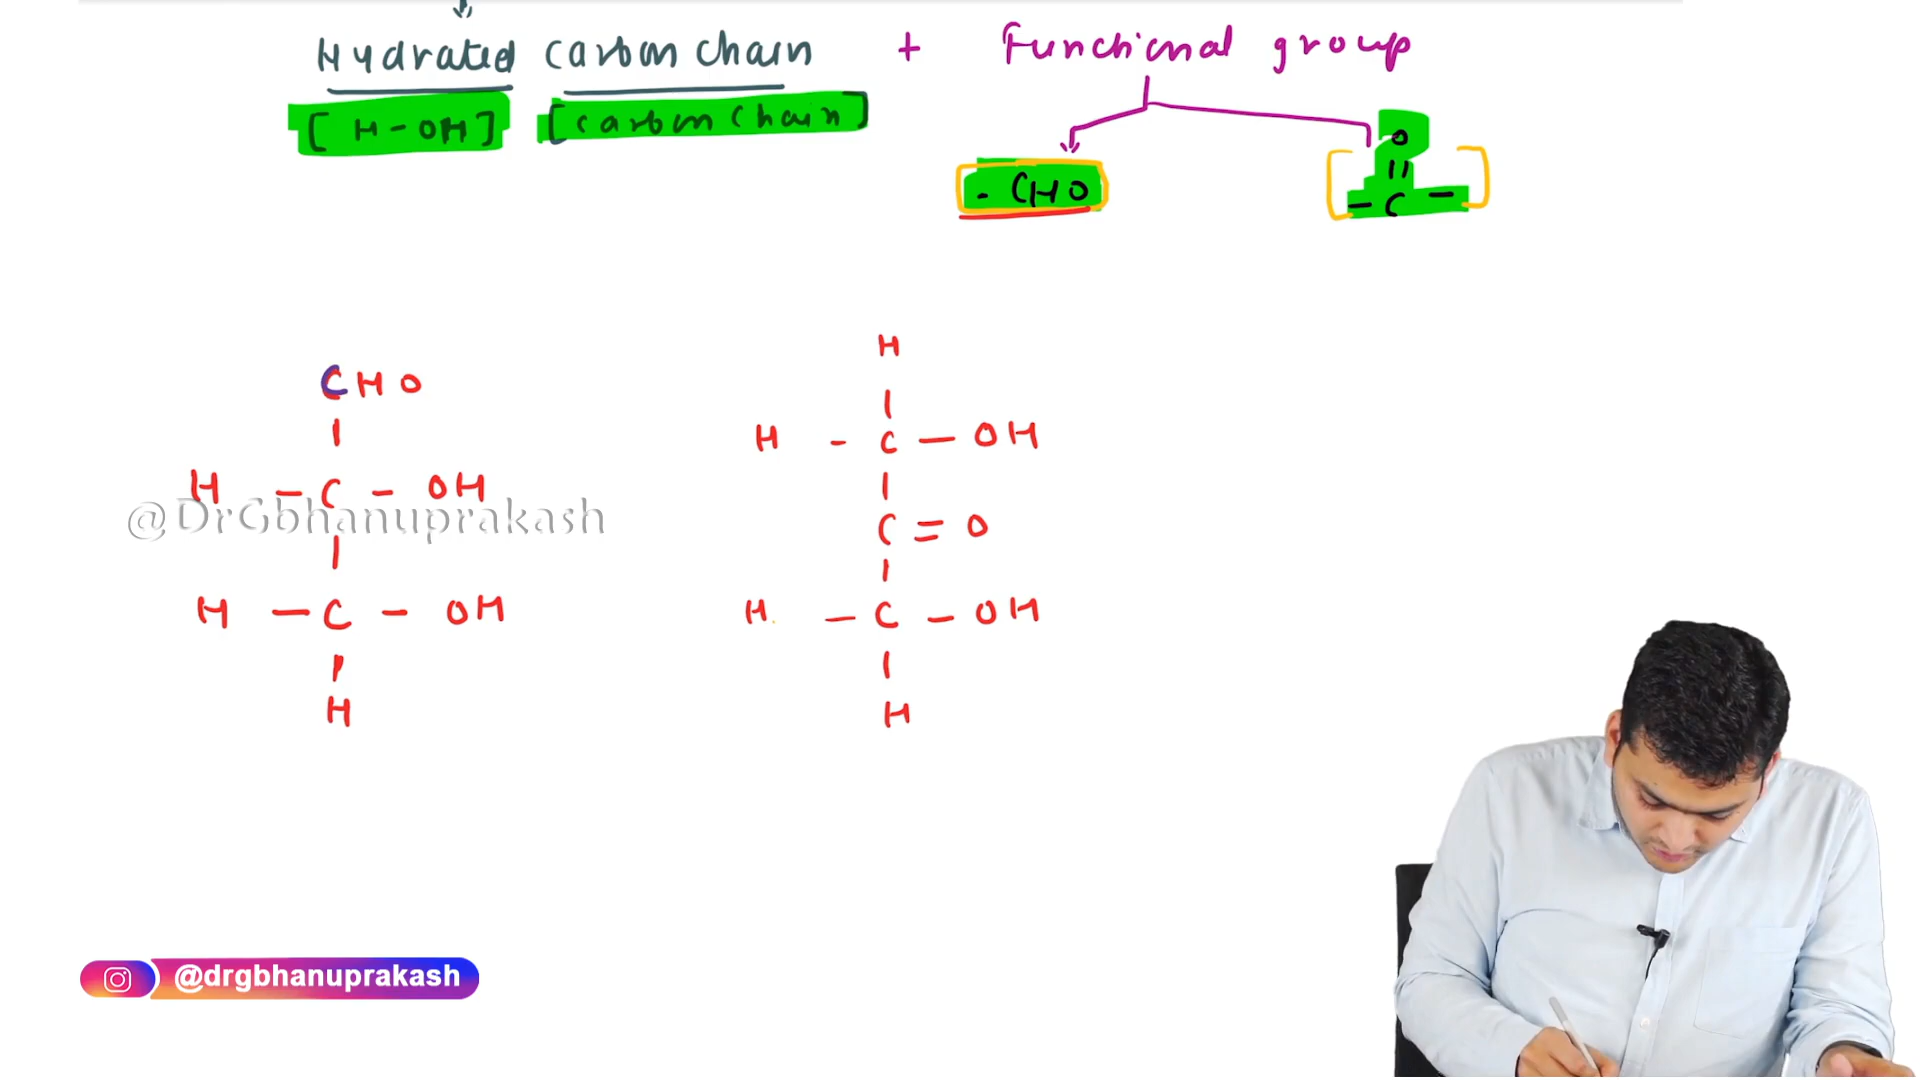 Hydrated carbon chain + Functional group
[H-OH] [carbon chain]
O
- CHO [- C -]
||
H
CHO
|
|
H - C - OH
H - C - OH
|
|
C = O
@DrGbhanuprakash
|
|
H - C - OH
H - C - OH
|
|
H
H
@drgbhanuprakash